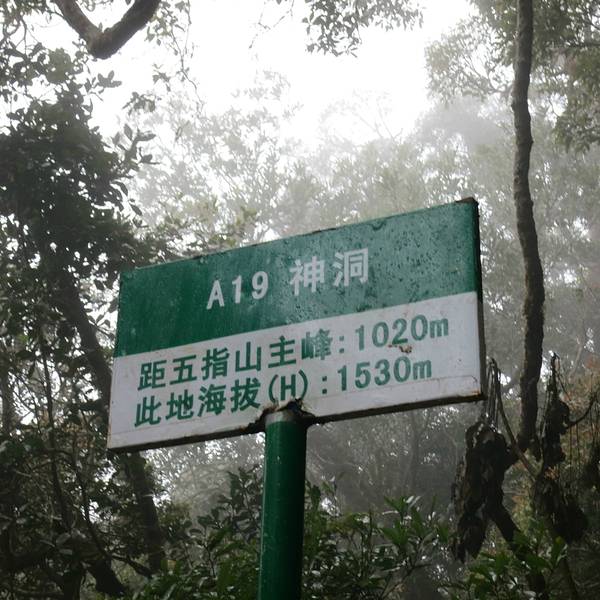 A19 神洞
距五指山主峰:1020m
此地海拔(H):1530m